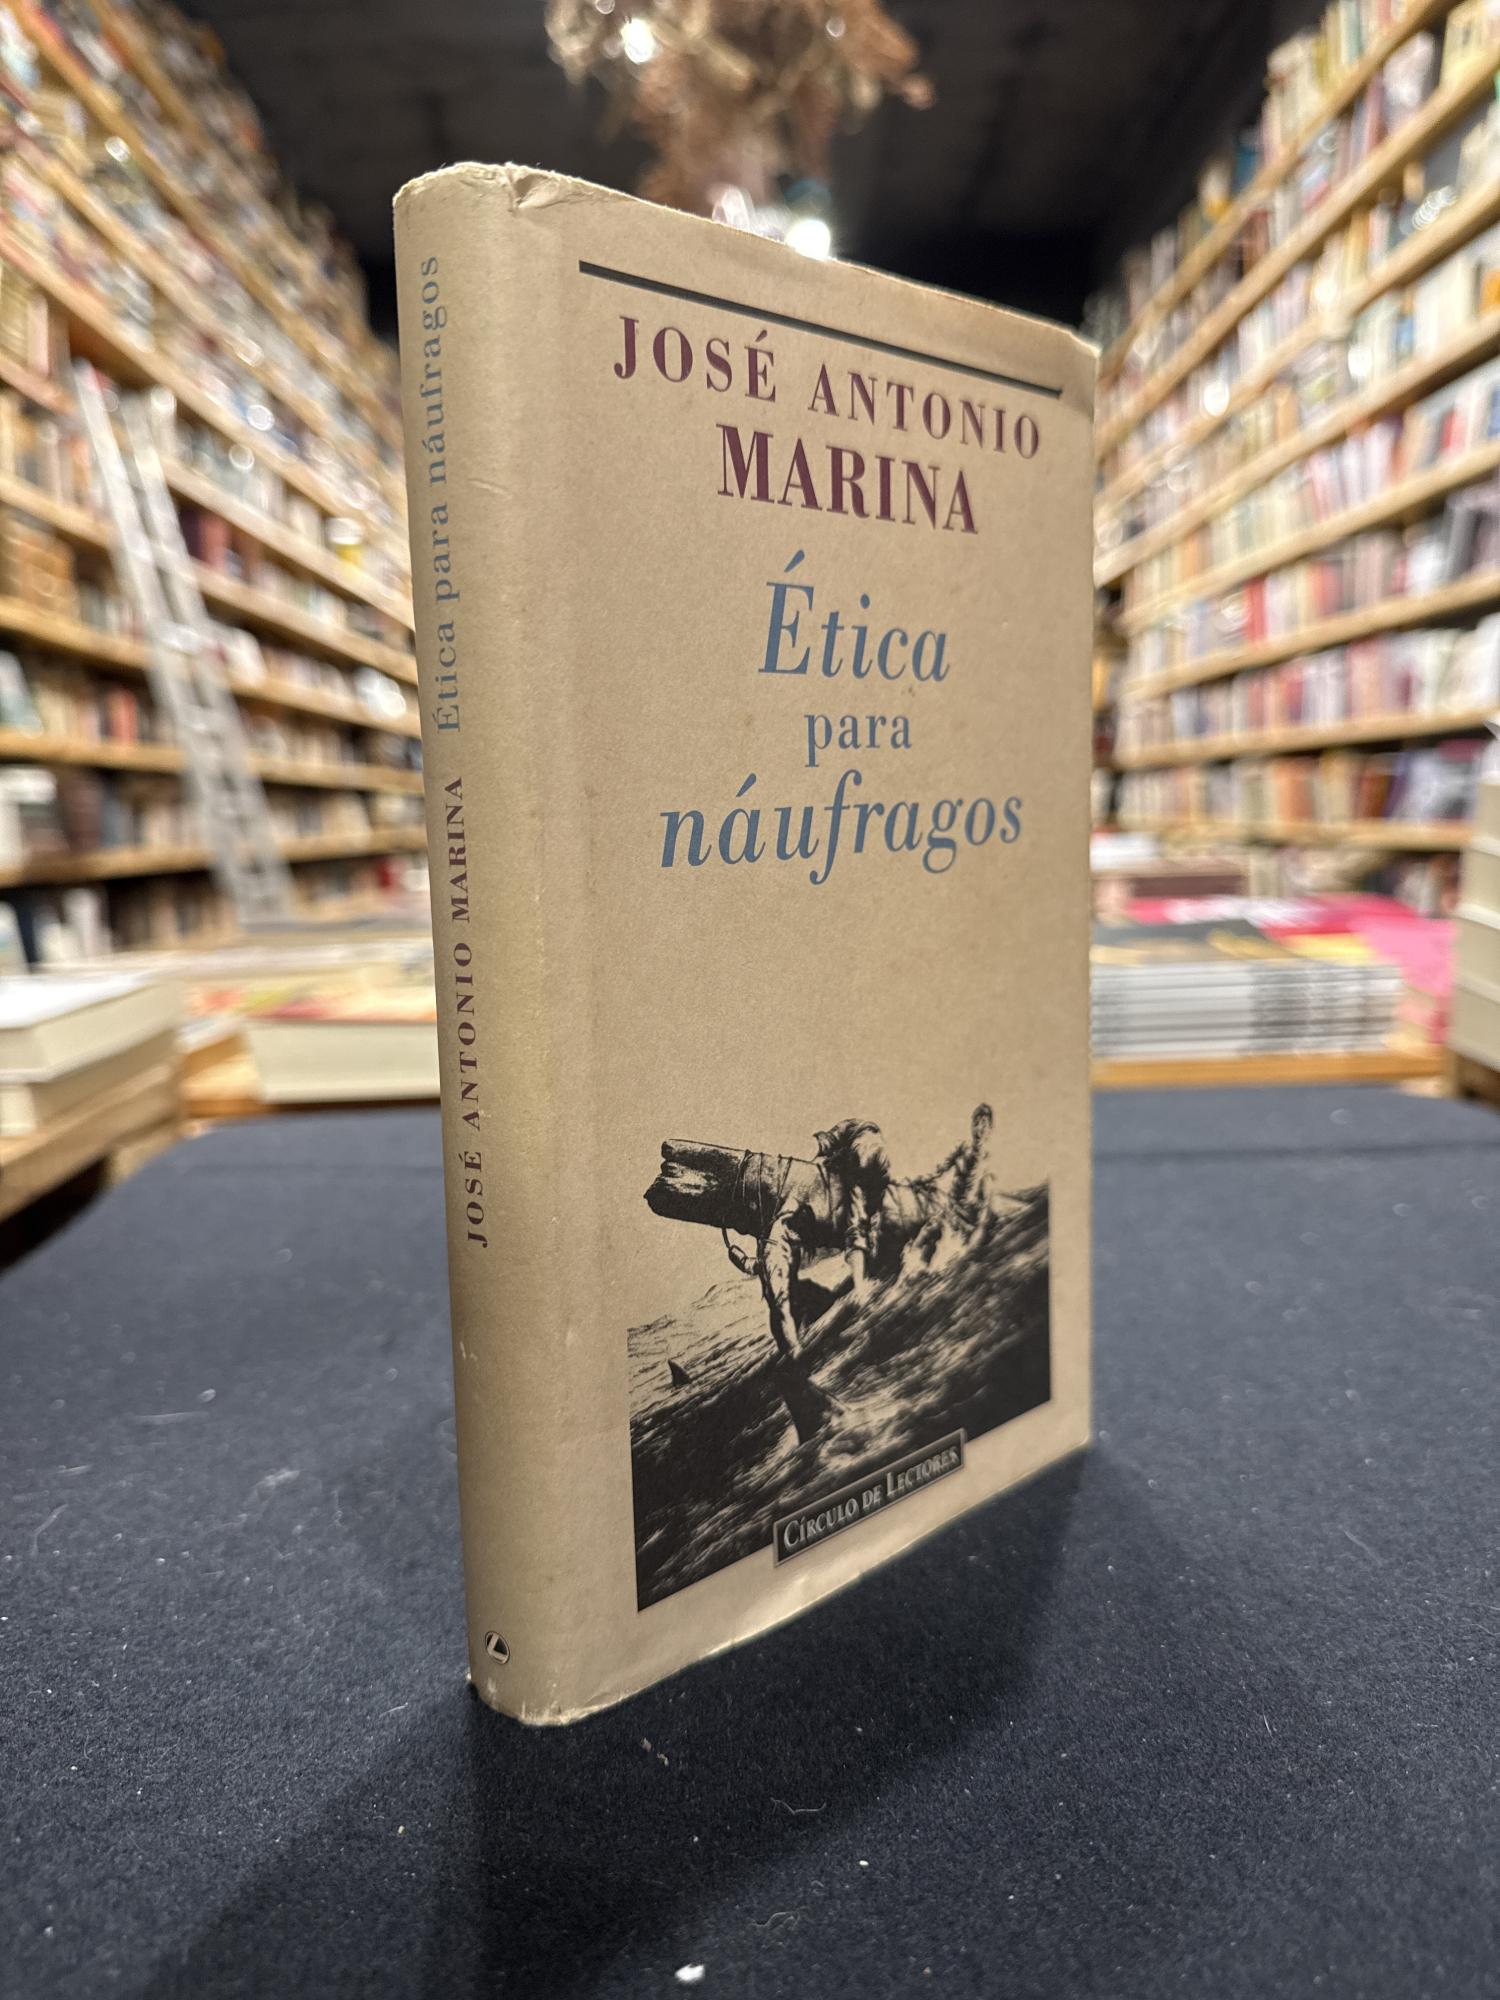 JOSÉ ANTONIO
MARINA
Ética
para
náufragos
CÍRCULO DE LECTORES
JOSÉ ANTONIO MARINA Ética para náufragos